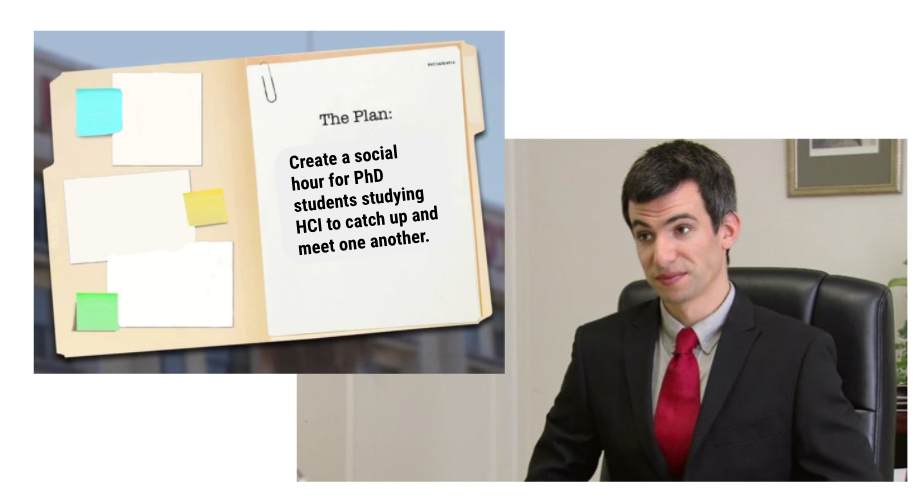 The Plan:
Create a social
hour for PhD
students studying
HCI to catch up and
meet one another.